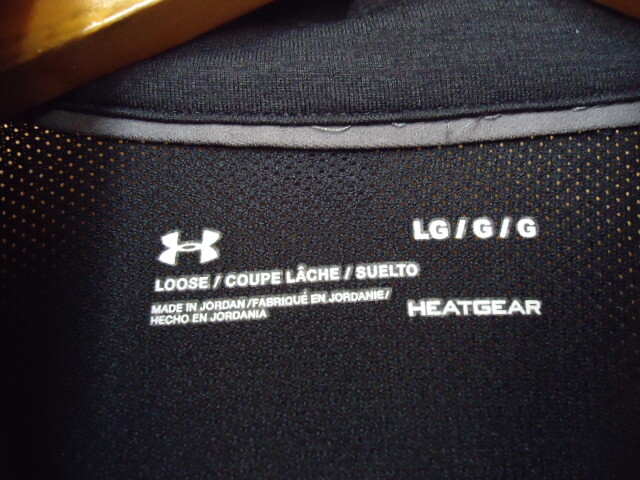 LG / G / G
LOOSE / COUPE LÂCHE / SUELTO
MADE IN JORDAN / FABRIQUÉ EN JORDANIE /
HECHO EN JORDANIA
HEATGEAR